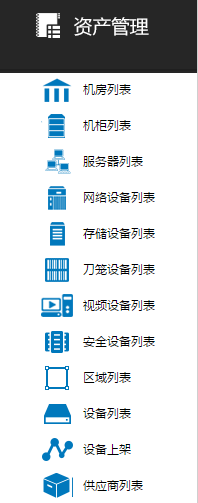 资产管理
机房列表
机柜列表
服务器列表
网络设备列表
存储设备列表
刀笼设备列表
视频设备列表
安全设备列表
区域列表
设备列表
设备上架
供应商列表